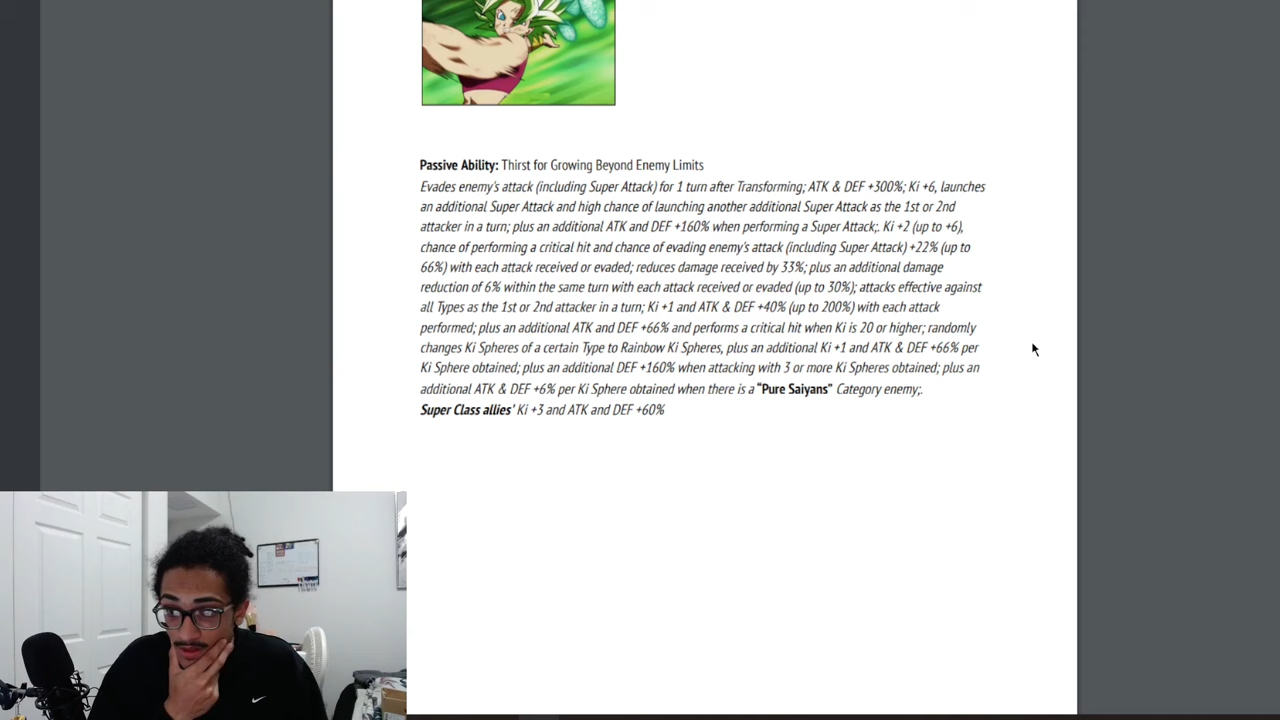 Passive Ability: Thirst for Growing Beyond Enemy Limits
Evades enemy's attack (including Super Attack) for 1 turn after Transforming; ATK & DEF +300%; Ki +6, launches
an additional Super Attack and high chance of launching another additional Super Attack as the 1st or 2nd
attacker in a turn; plus an additional ATK and DEF +160% when performing a Super Attack;. Ki +2 (up to +6),
chance of performing a critical hit and chance of evading enemy's attack (including Super Attack) +22% (up to
66%) with each attack received or evaded; reduces damage received by 33%; plus an additional damage
reduction of 6% within the same turn with each attack received or evaded (up to 30%); attacks effective against
all Types as the 1st or 2nd attacker in a turn; Ki +1 and ATK & DEF +40% (up to 200%) with each attack
performed; plus an additional ATK and DEF +66% and performs a critical hit when Ki is 20 or higher; randomly
changes Ki Spheres of a certain Type to Rainbow Ki Spheres, plus an additional Ki +1 and ATK & DEF +66% per
Ki Sphere obtained; plus an additional DEF +160% when attacking with 3 or more Ki Spheres obtained; plus an
additional ATK & DEF +6% per Ki Sphere obtained when there is a "Pure Saiyans" Category enemy;.
Super Class allies' Ki +3 and ATK and DEF +60%